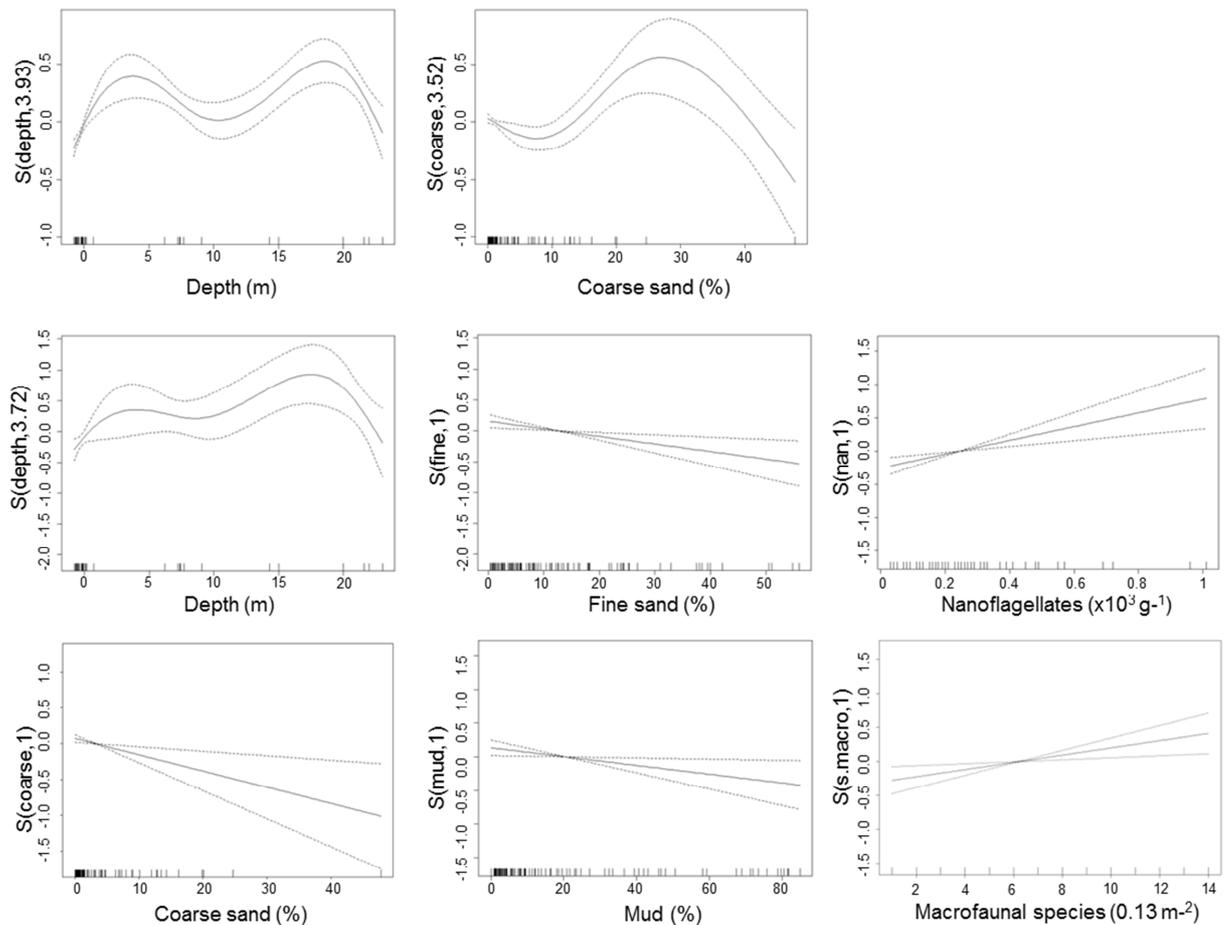 S(depth,3.93)
0.5
0.0
-0.5
-1.0
0 5 10 15 20
Depth (m)
S(coarse,3.52)
0.5
0.0
-0.5
-1.0
0 10 20 30 40
Coarse sand (%)
S(depth,3.72)
1.5
1.0
0.5
0.0
-0.5
-1.0
-1.5
-2.0
0 5 10 15 20
Depth (m)
S(fine,1)
1.5
1.0
0.5
0.0
-0.5
-1.0
-1.5
-2.0
0 10 20 30 40 50
Fine sand (%)
S(nan,1)
1.5
1.0
0.5
0.0
-0.5
-1.0
-1.5
0 0.2 0.4 0.6 0.8 1
Nanoflagellates (x10³ g-¹)
S(coarse,1)
1.0
0.5
0.0
-0.5
-1.0
-1.5
0 10 20 30 40
Coarse sand (%)
S(mud,1)
1.5
1.0
0.5
0.0
-0.5
-1.0
-1.5
0 20 40 60 80
Mud (%)
S(s.macro,1)
1.5
1.0
0.5
0.0
-0.5
-1.0
-1.5
2 4 6 8 10 12 14
Macrofaunal species (0.13 m-²)